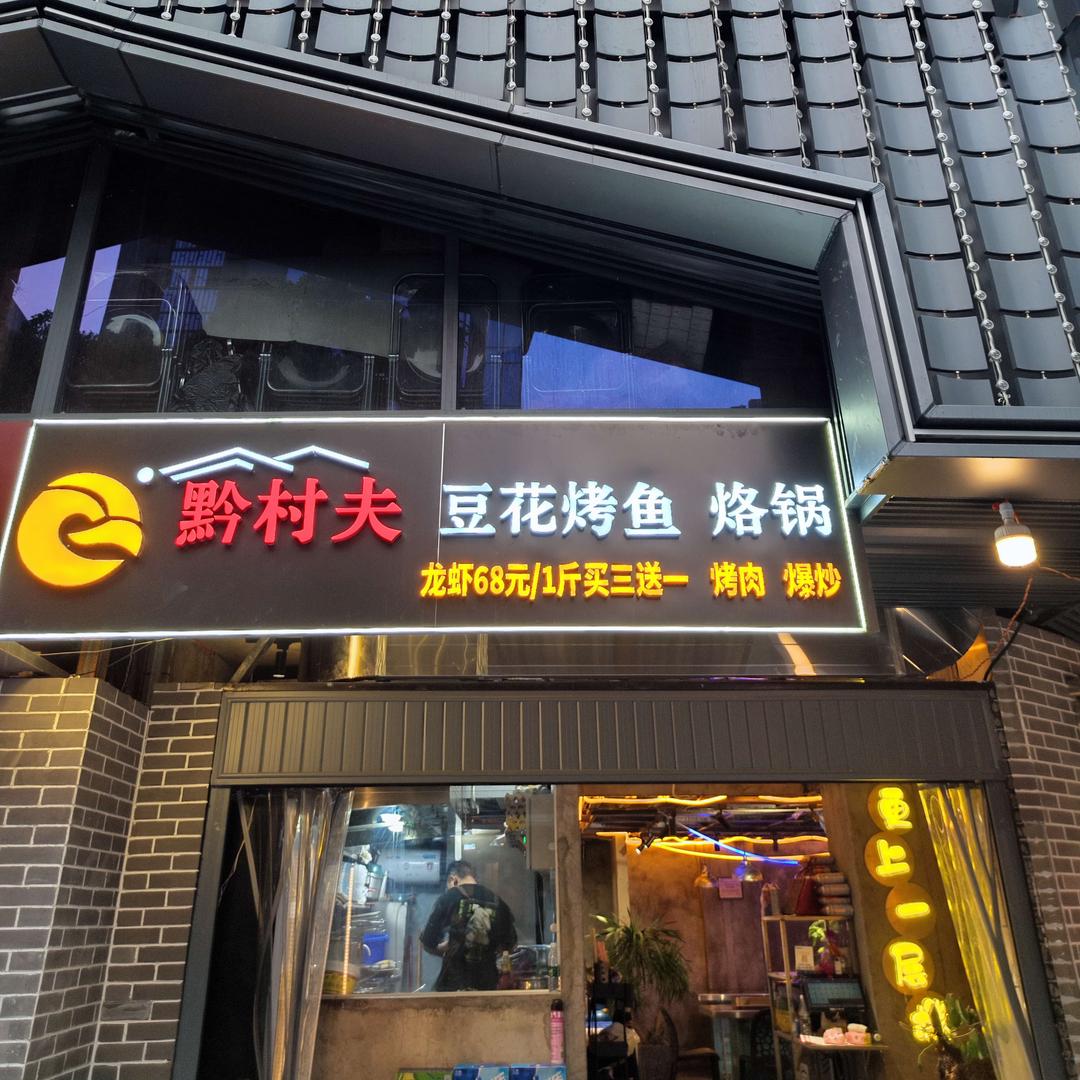 黔村夫 豆花烤鱼 烙锅
龙虾68元/1斤买三送一 烤肉 爆炒
更上一层